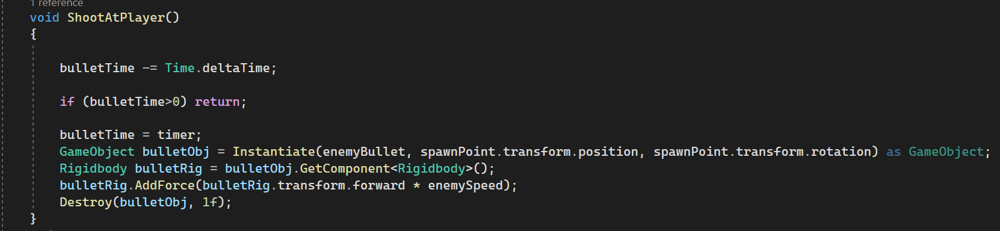 1 reference
void ShootAtPlayer()
{
bulletTime -= Time.deltaTime;
if (bulletTime>0) return;
bulletTime = timer;
GameObject bulletObj = Instantiate(enemyBullet, spawnPoint.transform.position, spawnPoint.transform.rotation) as GameObject;
Rigidbody bulletRig = bulletObj.GetComponent<Rigidbody>();
bulletRig.AddForce(bulletRig.transform.forward * enemySpeed);
Destroy(bulletObj, 1f);
}